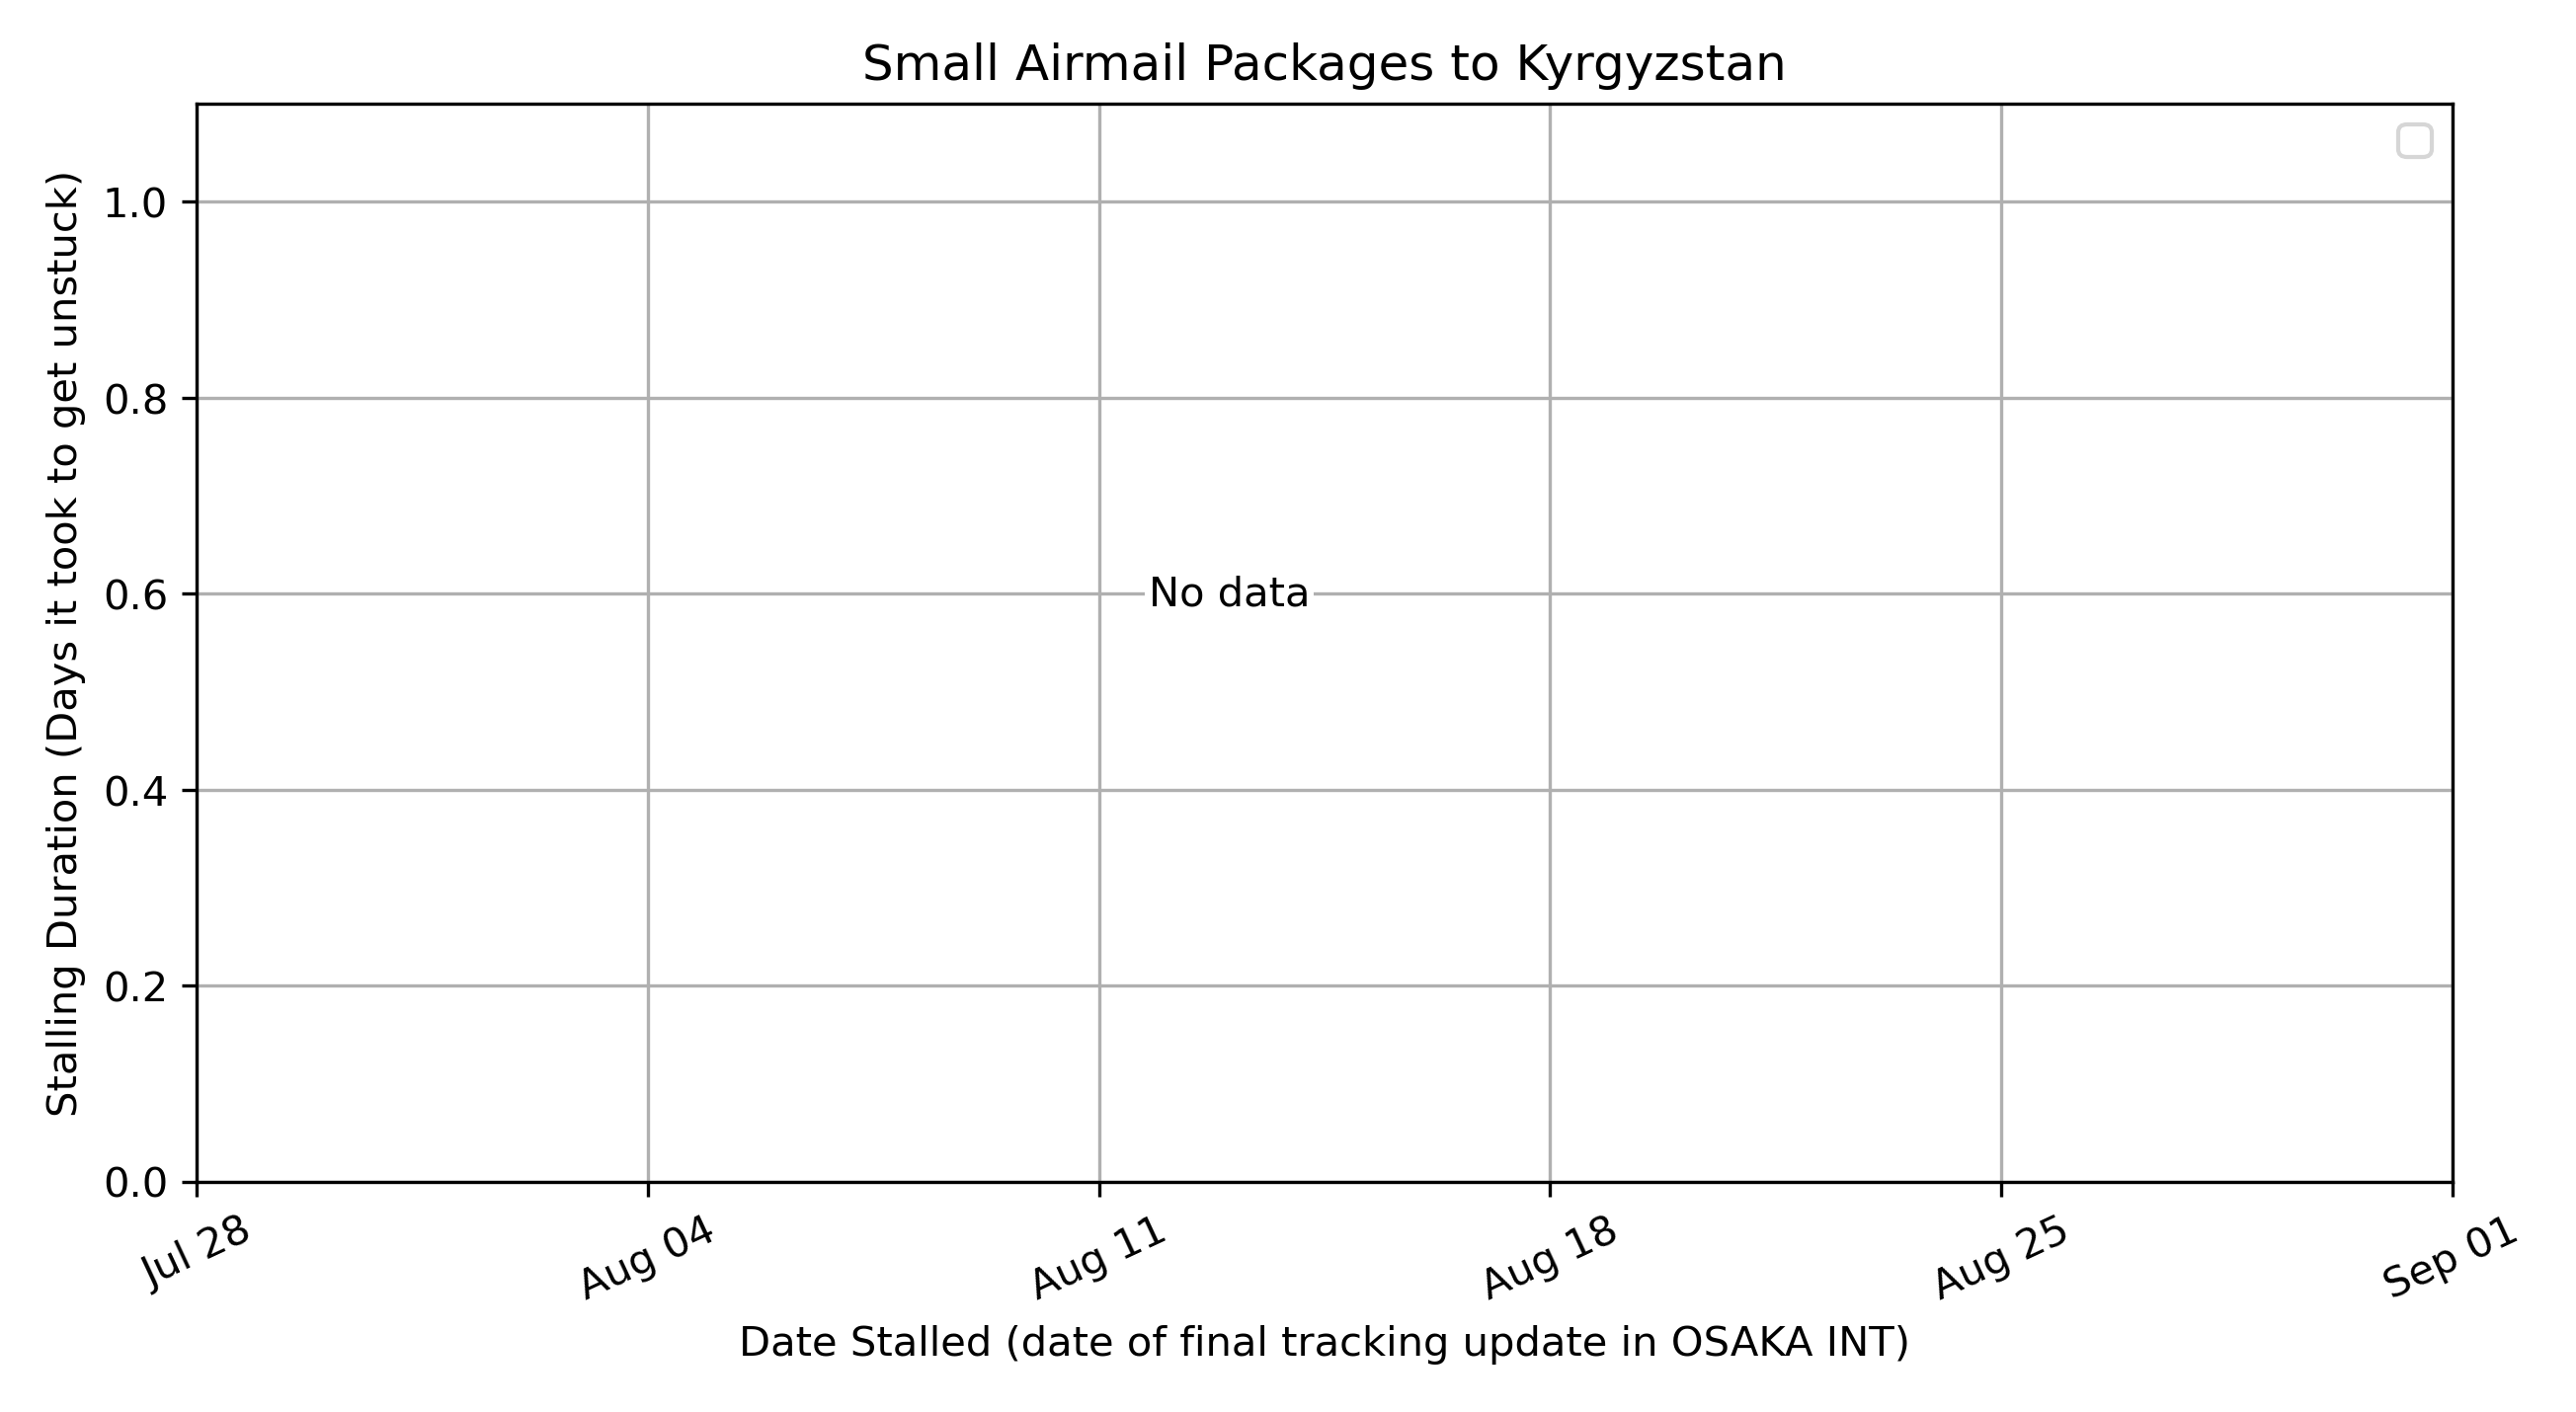 Small Airmail Packages to Kyrgyzstan
Stalling Duration (Days it took to get unstuck)
1.0
0.8
0.6
0.4
0.2
0.0
No data
Jul 28
Aug 04
Aug 11
Aug 18
Aug 25
Sep 01
Date Stalled (date of final tracking update in OSAKA INT)